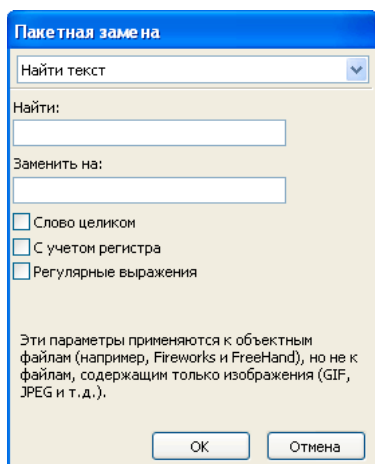 Пакетная замена
Найти текст
Найти:
Заменить на:
Слово целиком
С учетом регистра
Регулярные выражения
Эти параметры применяются к объектным
файлам (например, Fireworks и FreeHand), но не к
файлам, содержащим только изображения (GIF,
JPEG и т.д.).
OK Отмена